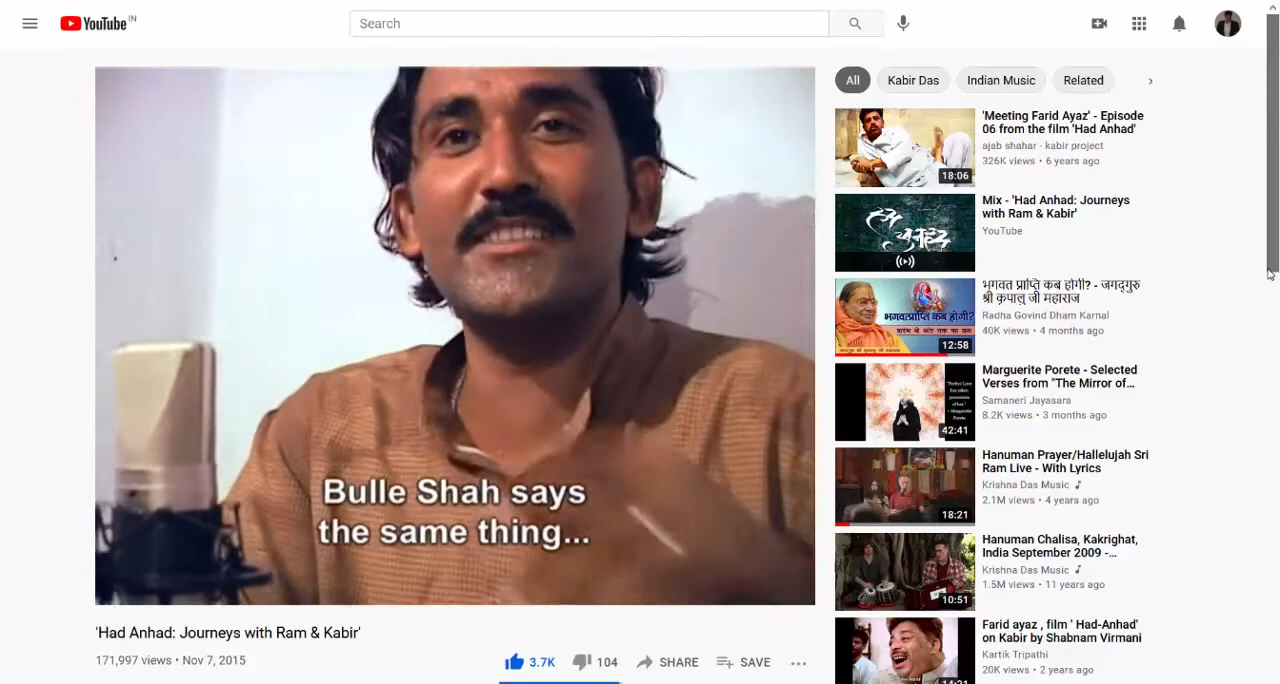 YouTube IN
Search
Bulle Shah says
the same thing...
'Had Anhad: Journeys with Ram & Kabir'
171,997 views • Nov 7, 2015
3.7K
104
SHARE
SAVE
All
Kabir Das
Indian Music
Related
'Meeting Farid Ayaz' - Episode
06 from the film 'Had Anhad'
ajab shahar - kabir project
326K views • 6 years ago
18:06
Mix - 'Had Anhad: Journeys
with Ram & Kabir'
YouTube
हद अनहद
भगवत प्राप्ति कब होगी? - जगद्गुरु
श्री कृपालु जी महाराज
Radha Govind Dham Karnal
40K views • 4 months ago
भगवत्प्राप्ति कब होगी?
12:58
Marguerite Porete - Selected
Verses from "The Mirror of...
Samaneri Jayasara
8.2K views • 3 months ago
42:41
Hanuman Prayer/Hallelujah Sri
Ram Live - With Lyrics
Krishna Das Music
2.1M views • 4 years ago
18:21
Hanuman Chalisa, Kakrighat,
India September 2009 -...
Krishna Das Music
1.5M views • 11 years ago
10:51
Farid ayaz , film ' Had-Anhad'
on Kabir by Shabnam Virmani
Kartik Tripathi
20K views • 2 years ago
14:21